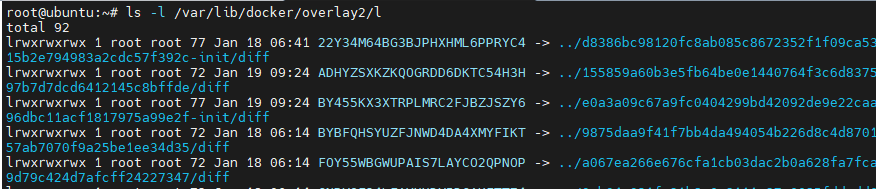 root@ubuntu:~# ls -l /var/lib/docker/overlay2/l
total 92
lrwxrwxrwx 1 root root 77 Jan 18 06:41 22Y34M64BG3BJPHXHML6PPRYC4 -> ../d8386bc98120fc8ab085c8672352f1f09ca53
15b2e794983a2cdc57f392c-init/diff
lrwxrwxrwx 1 root root 72 Jan 19 09:24 ADHYZSXKZKQOGRDD6DKTC54H3H -> ../155859a60b3e5fb64be0e1440764f3c6d8375
97b7d7dcd6412145c8bffde/diff
lrwxrwxrwx 1 root root 77 Jan 19 09:24 BY455KX3XTRPLMRC2FJBZJSZY6 -> ../e0a3a09c67a9fc0404299bd42092de9e22caa
96dbc11acf1817975a99e2f-init/diff
lrwxrwxrwx 1 root root 72 Jan 18 06:14 BYBFQHSYUZFJNWD4DA4XMYFIKT -> ../9875daa9f41f7bb4da494054b226d8c4d8701
57ab7070f9a25be1ee34d35/diff
lrwxrwxrwx 1 root root 72 Jan 18 06:14 FOY55WBGWUPAIS7LAYCO2QPNOP -> ../a067ea266e676cfa1cb03dac2b0a628fa7fca
9d79c424d7afcff24227347/diff